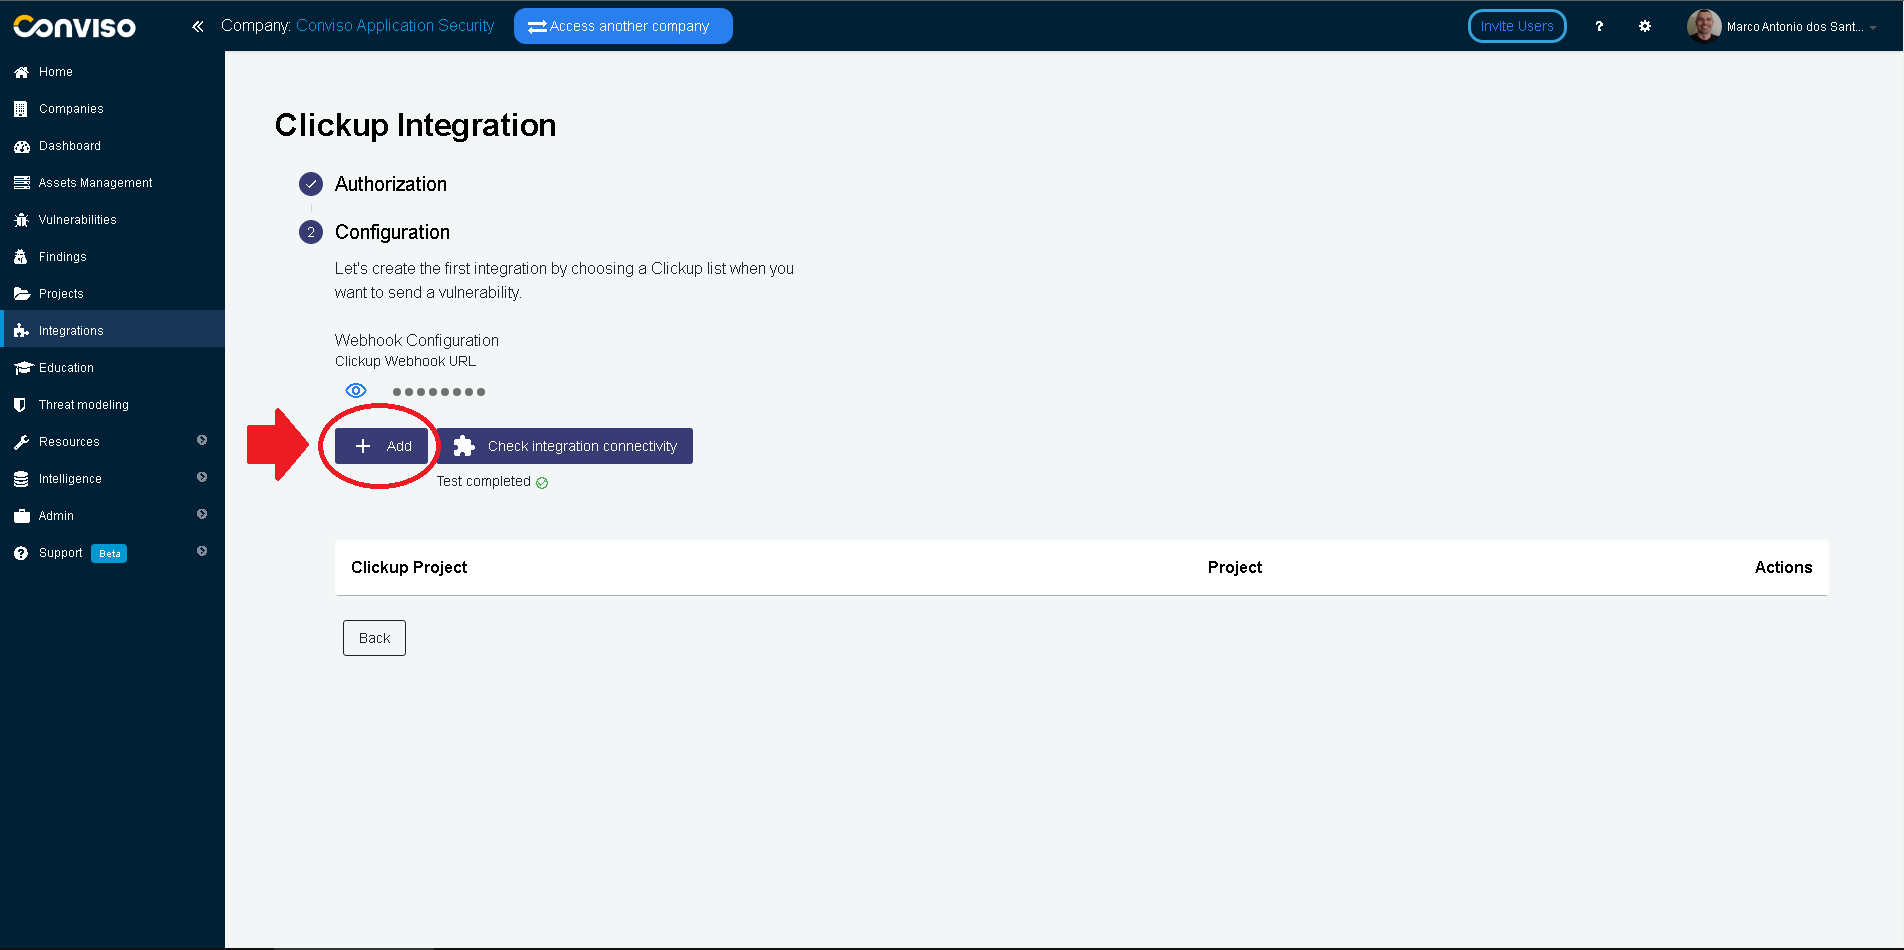 Conviso
Company: Conviso Application Security
Access another company
Invite Users
?
Marco Antonio dos Sant...
Home
Companies
Dashboard
Assets Management
Vulnerabilities
Findings
Projects
Integrations
Education
Threat modeling
Resources
Intelligence
Admin
Support Beta
Clickup Integration
Authorization
2 Configuration
Let's create the first integration by choosing a Clickup list when you
want to send a vulnerability.
Webhook Configuration
Clickup Webhook URL
Add
Check integration connectivity
Test completed
Clickup Project Project Actions
Back